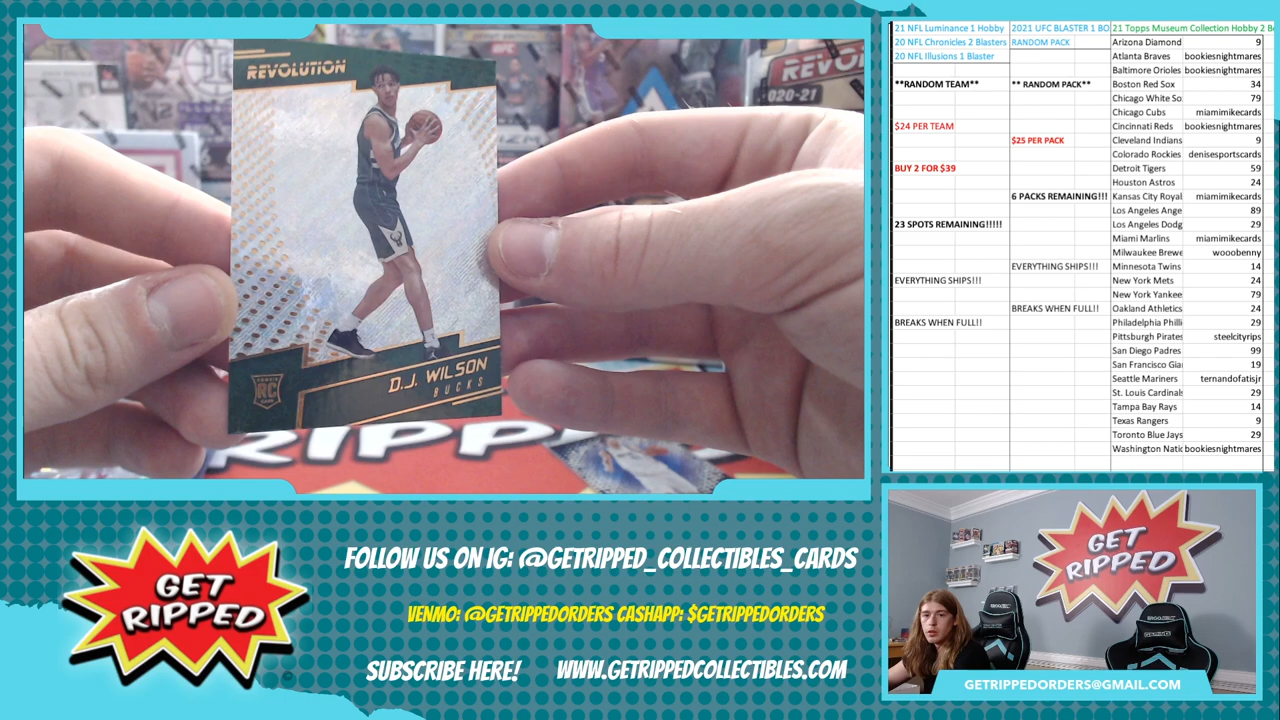 REVOLUTION
REVO
2020-21
UFC
ROOKIE
RC
CARD
D.J. WILSON
BUCKS
RIPP
21 NFL Luminance 1 Hobby
20 NFL Chronicles 2 Blasters
20 NFL Illusions 1 Blaster
**RANDOM TEAM**
$24 PER TEAM
BUY 2 FOR $39
23 SPOTS REMAINING!!!!!
EVERYTHING SHIPS!!!
BREAKS WHEN FULL!!
2021 UFC BLASTER 1 BO
RANDOM PACK
** RANDOM PACK**
$25 PER PACK
6 PACKS REMAINING!!!
EVERYTHING SHIPS!!!
BREAKS WHEN FULL!!
21 Topps Museum Collection Hobby 2 B
Arizona Diamond 9
Atlanta Braves bookiesnightmares
Baltimore Orioles bookiesnightmares
Boston Red Sox 34
Chicago White So 79
Chicago Cubs miamimikecards
Cincinnati Reds bookiesnightmares
Cleveland Indians 9
Colorado Rockies denisesportscards
Detroit Tigers 59
Houston Astros 24
Kansas City Royal miamimikecards
Los Angeles Ange 89
Los Angeles Dodg 29
Miami Marlins miamimikecards
Milwaukee Brewe wooobenny
Minnesota Twins 14
New York Mets 24
New York Yankee 79
Oakland Athletics 24
Philadelphia Philli 29
Pittsburgh Pirates steelcityrips
San Diego Padres 99
San Francisco Gia 19
Seattle Mariners ternandofatisjr
St. Louis Cardinals 29
Tampa Bay Rays 14
Texas Rangers 9
Toronto Blue Jays 29
Washington Natic bookiesnightmares
GET
RIPPED
FOLLOW US ON IG: @GETRIPPED_COLLECTIBLES_CARDS
VENMO: @GETRIPPEDORDERS CASHAPP: $GETRIPPEDORDERS
SUBSCRIBE HERE! WWW.GETRIPPEDCOLLECTIBLES.COM
GET
RIPPED
GETRIPPEDORDERS@GMAIL.COM